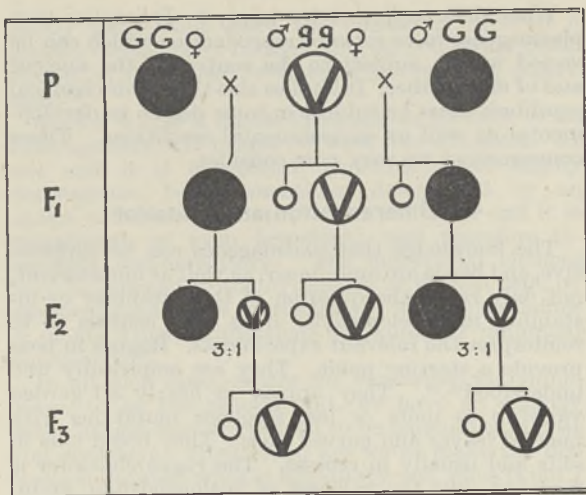 GG♀ ♂gg♀ ♂GG
P × V ×
F₁ V
F₂ V V V
3:1 3:1
F₃ V V